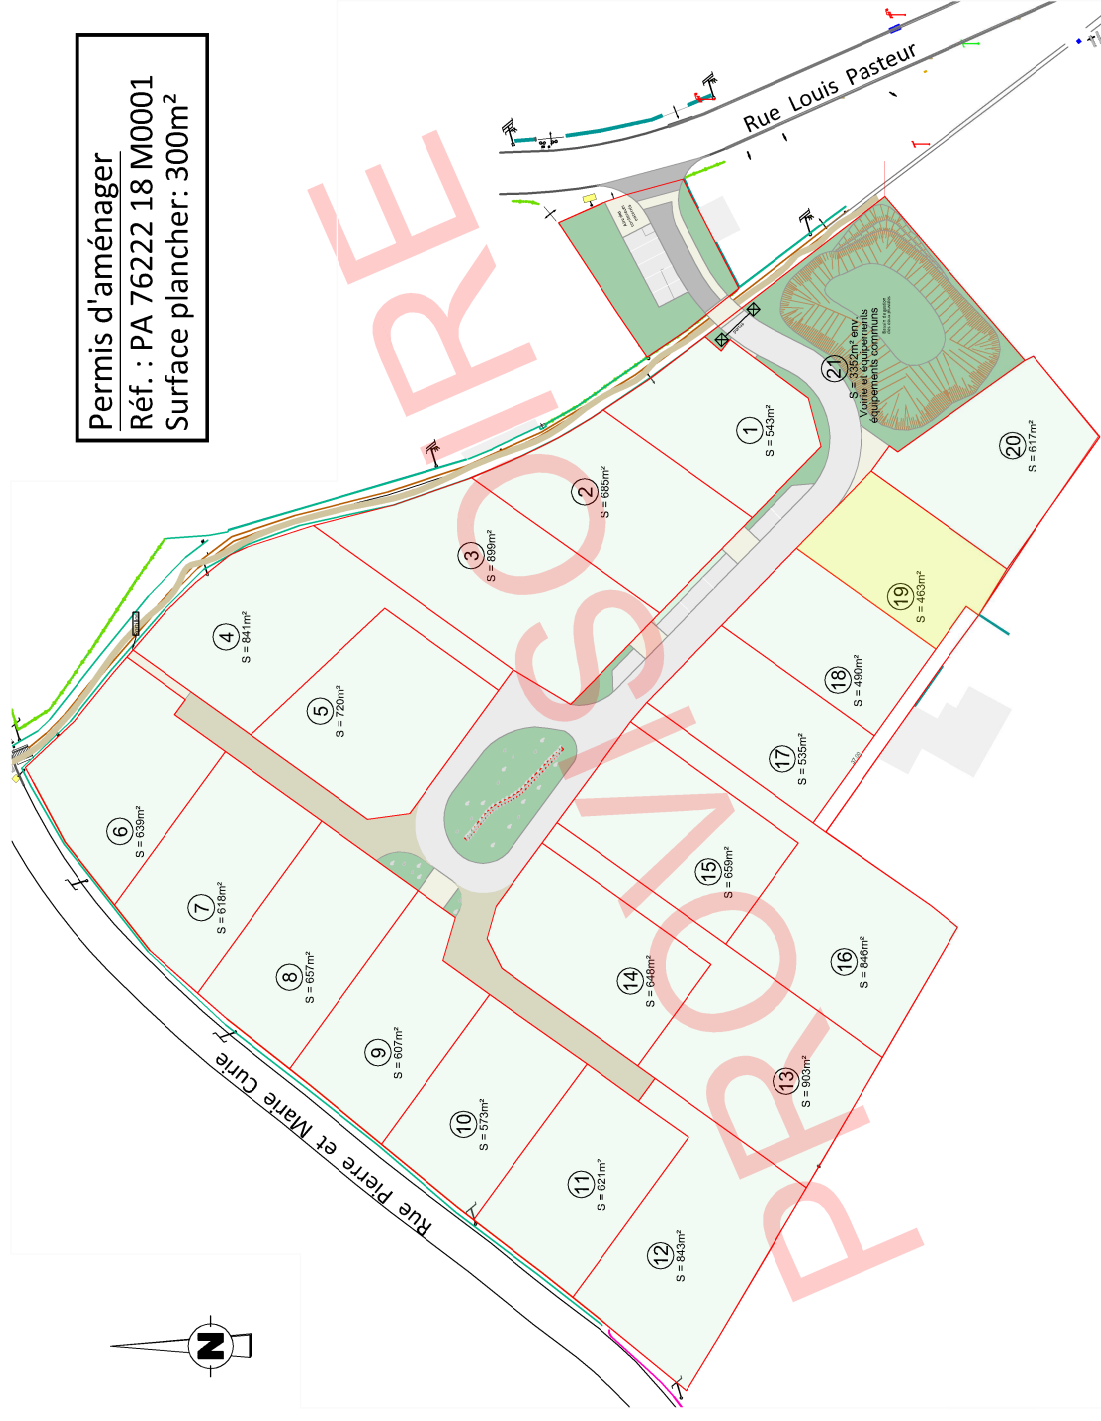 Permis d'aménager
Réf. : PA 76222 18 M0001
Surface plancher: 300m²
Rue Louis Pasteur
Rue Pierre et Marie Curie
PROVISOIRE
N
1
S = 543m²
2
S = 685m²
3
S = 899m²
4
S = 841m²
5
S = 720m²
6
S = 639m²
7
S = 618m²
8
S = 657m²
9
S = 607m²
10
S = 573m²
11
S = 621m²
12
S = 843m²
13
S = 903m²
14
S = 648m²
15
S = 659m²
16
S = 846m²
17
S = 535m²
18
S = 490m²
19
S = 463m²
20
S = 617m²
21
S = 3352m² env.
Voirie et équipements
équipements communs